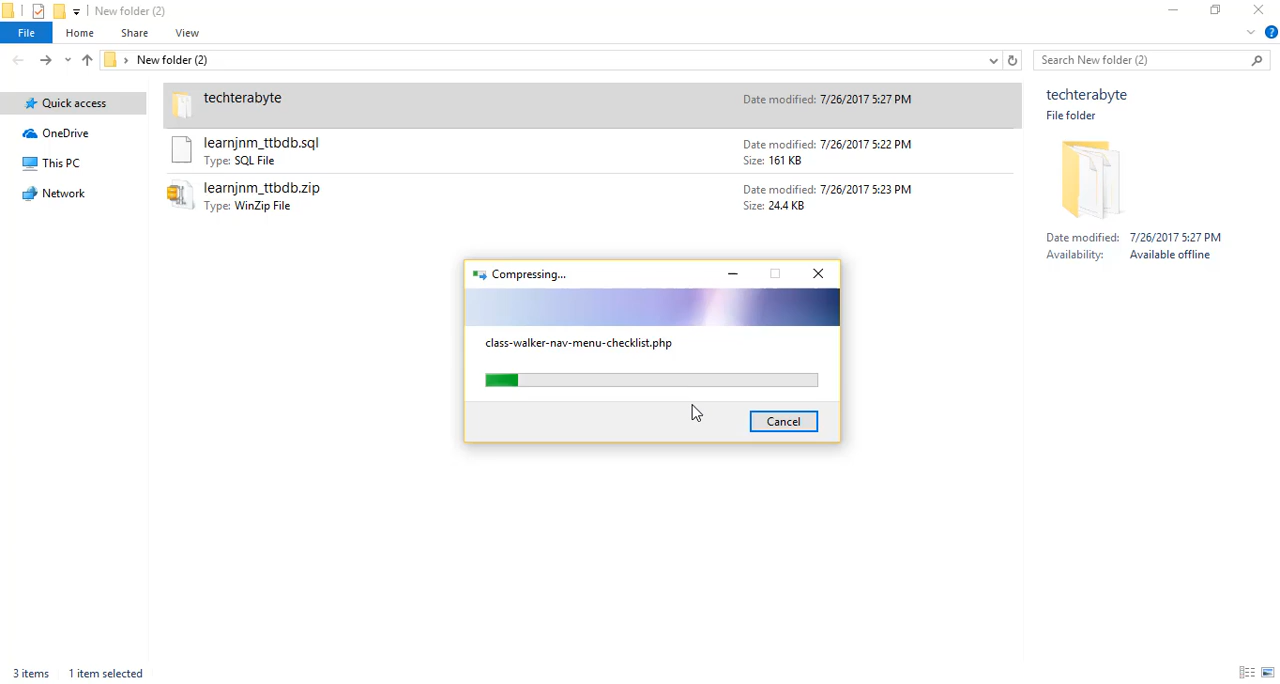 New folder (2)
File
Home
Share
View
New folder (2)
Search New folder (2)
Quick access
OneDrive
This PC
Network
techterabyte
Date modified: 7/26/2017 5:27 PM
learnjnm_ttbdb.sql
Type: SQL File
Date modified: 7/26/2017 5:22 PM
Size: 161 KB
learnjnm_ttbdb.zip
Type: WinZip File
Date modified: 7/26/2017 5:23 PM
Size: 24.4 KB
Compressing...
class-walker-nav-menu-checklist.php
Cancel
techterabyte
File folder
Date modified: 7/26/2017 5:27 PM
Availability: Available offline
3 items
1 item selected